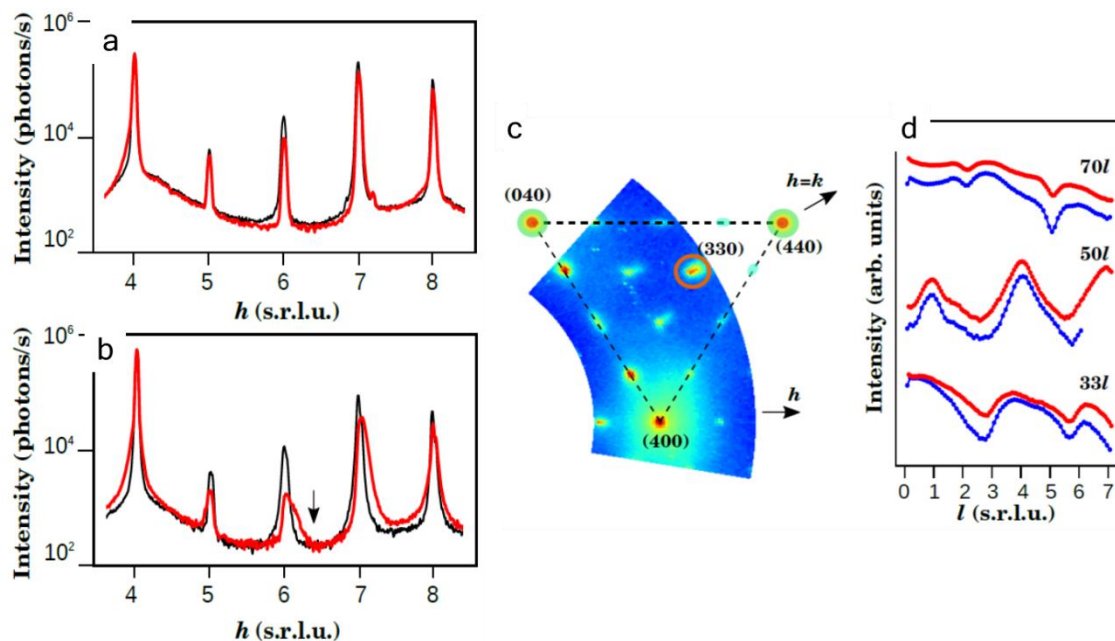 a
Intensity (photons/s)
10⁶
10⁴
10²
4 5 6 7 8
h (s.r.l.u.)
b
Intensity (photons/s)
10⁶
10⁴
10²
4 5 6 7 8
h (s.r.l.u.)
c
(040)
h=k
(330)
(440)
h
(400)
d
Intensity (arb. units)
70l
50l
33l
0 1 2 3 4 5 6 7
l (s.r.l.u.)